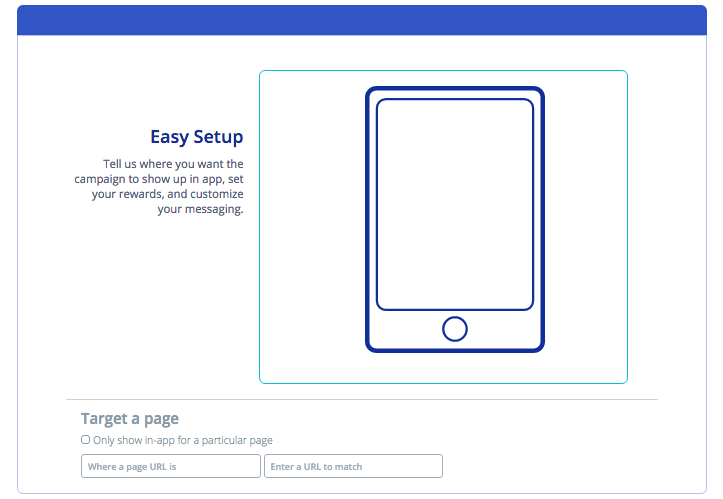 Easy Setup
Tell us where you want the
campaign to show up in app, set
your rewards, and customize
your messaging.
Target a page
Only show in-app for a particular page
Where a page URL is
Enter a URL to match